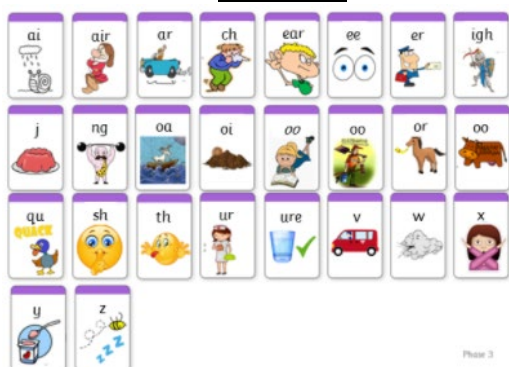 ai air ar ch ear ee er igh
j ng oa oi oo oo or oo
qu sh th ur ure v w x
QUACK
y z
z z z
Phase 3